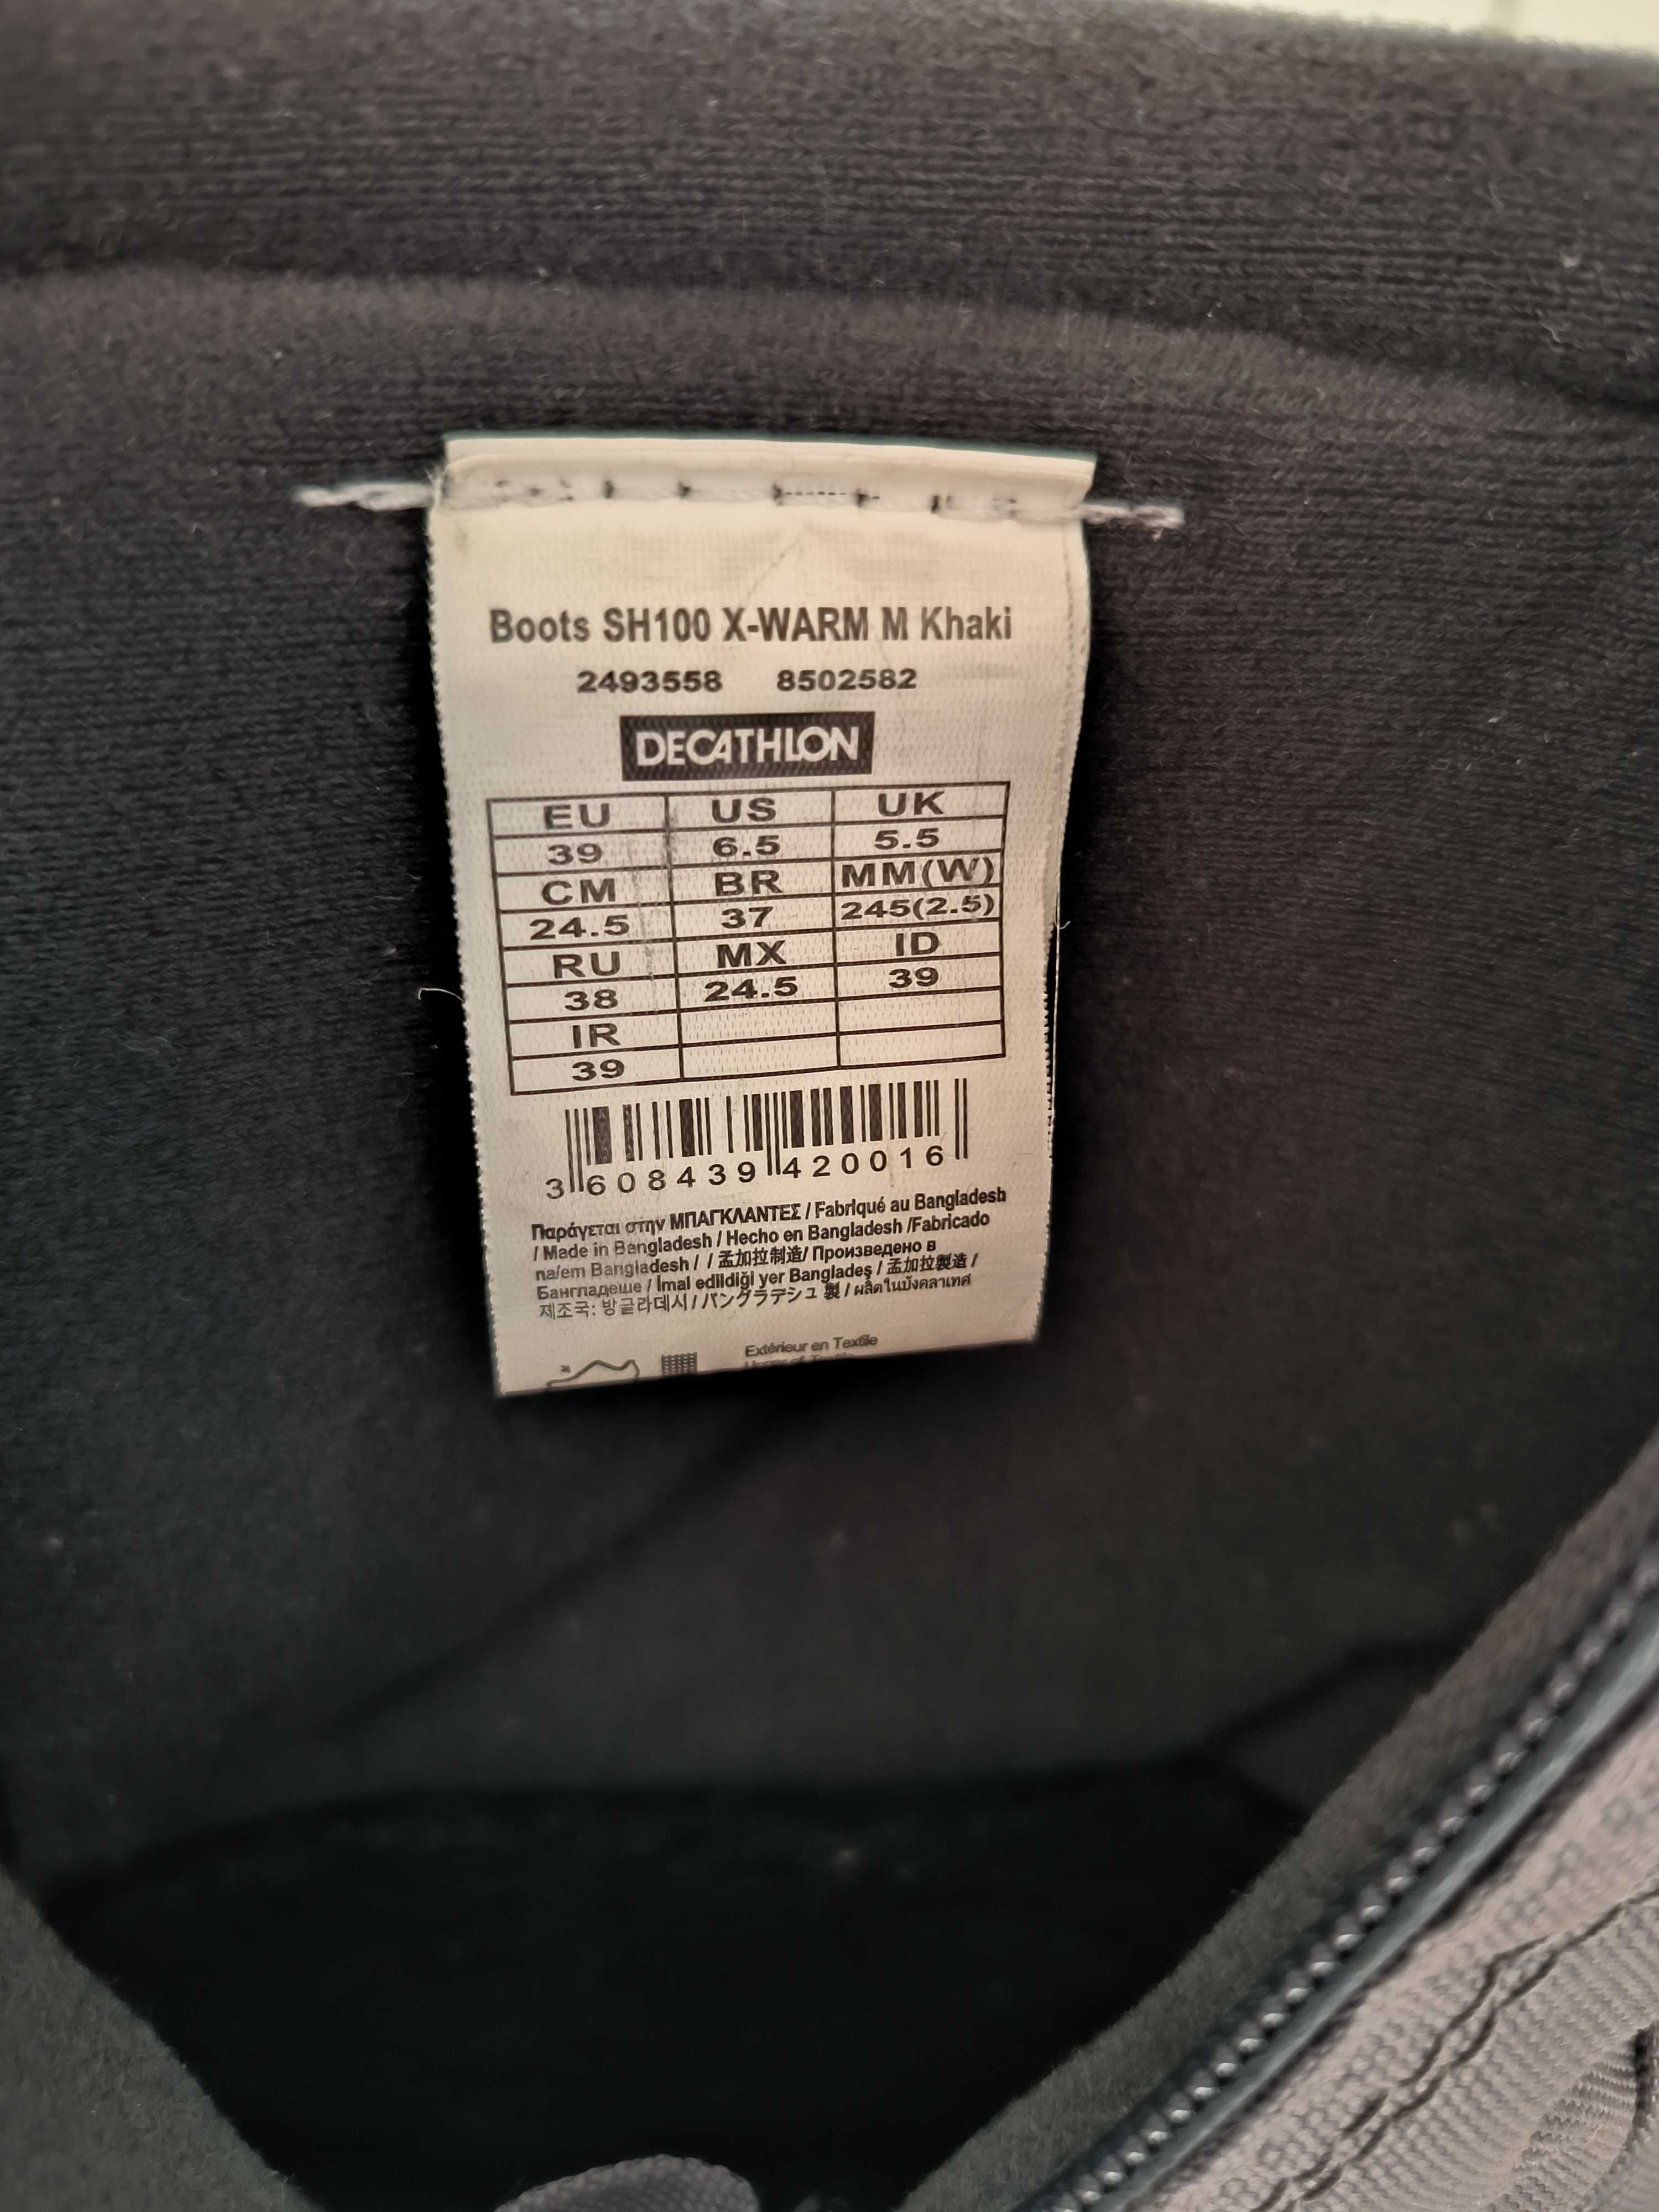 Boots SH100 X-WARM M Khaki
2493558 8502582
DECATHLON
EU US UK
39 6.5 5.5
CM BR MM(W)
24.5 37 245(2.5)
RU MX ID
38 24.5 39
IR
39
3 608439 420016
Παράγεται στην ΜΠΑΓΚΛΑΝΤΕΣ / Fabriqué au Bangladesh
/ Made in Bangladesh / Hecho en Bangladesh /Fabricado
na/em Bangladesh / / 孟加拉制造/ Произведено в
Бангладеше / İmal edildiği yer Bangladeş / 孟加拉製造 /
제조국: 방글라데시 / バングラデシュ 製 / ผลิตในบังคลาเทศ
Extérieur en Textile